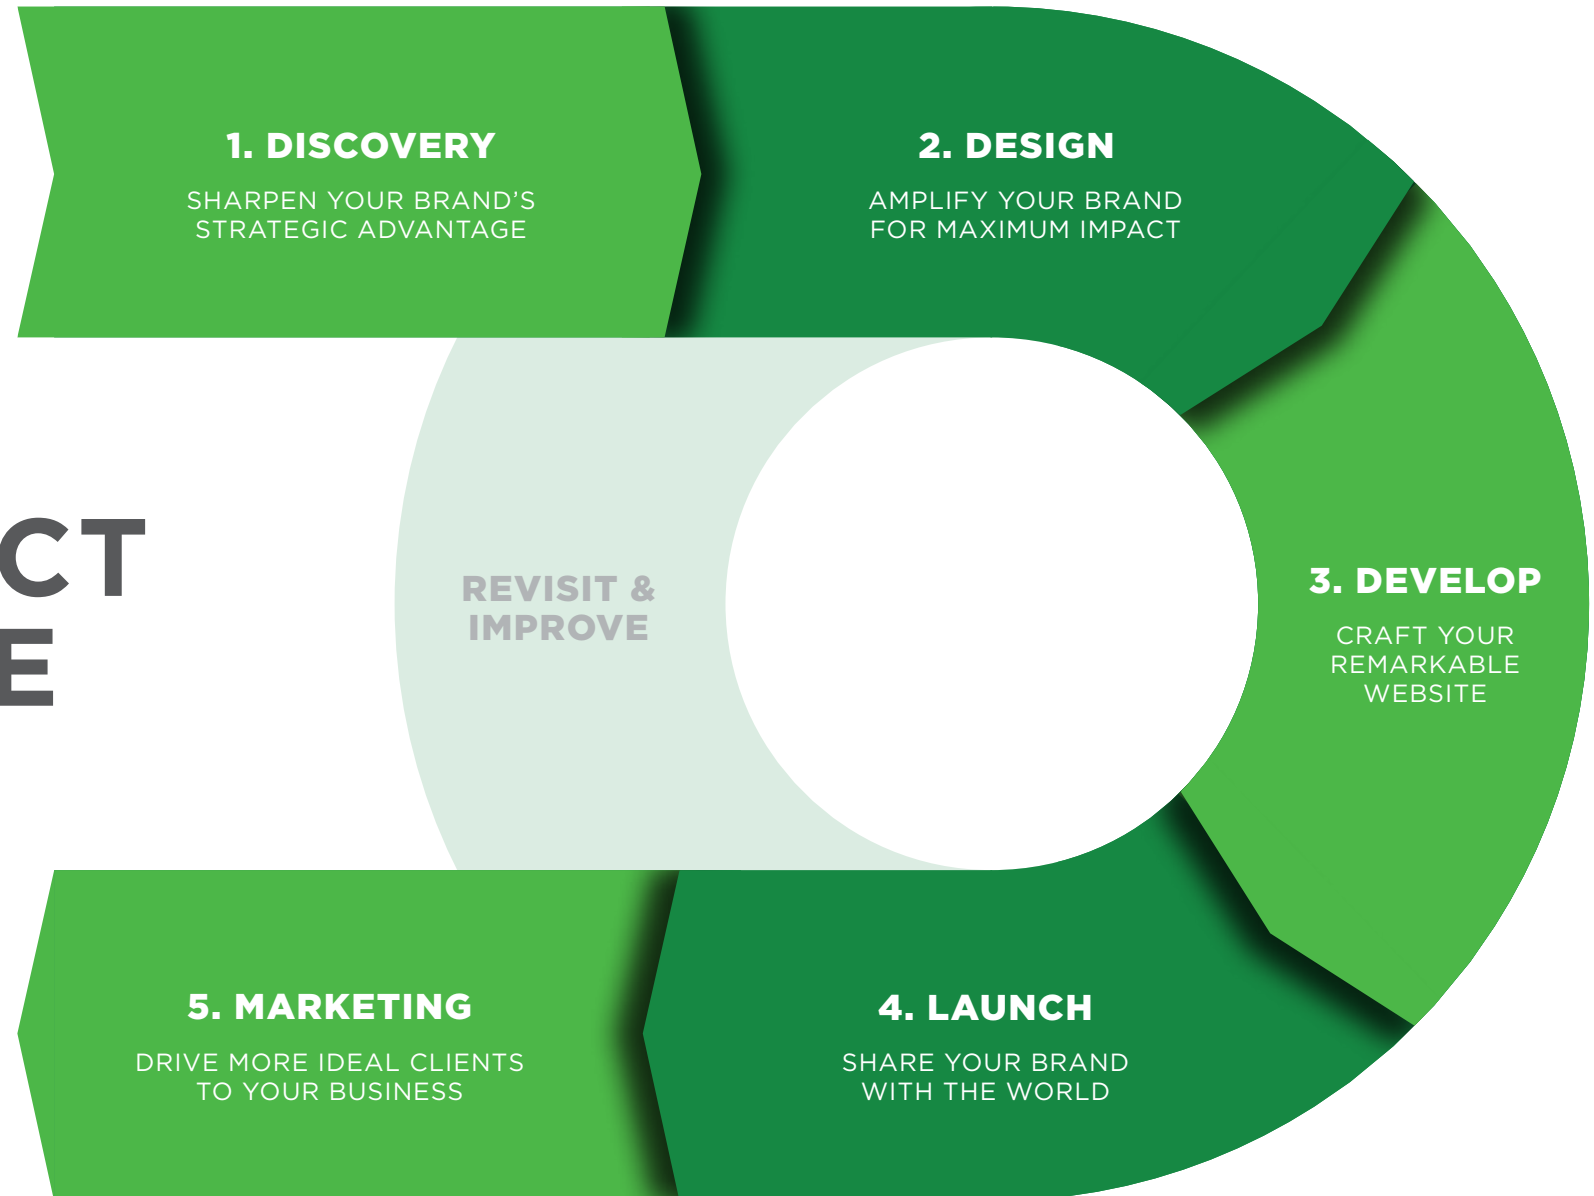 1. DISCOVERY
SHARPEN YOUR BRAND’S
STRATEGIC ADVANTAGE
2. DESIGN
AMPLIFY YOUR BRAND
FOR MAXIMUM IMPACT
3. DEVELOP
CRAFT YOUR
REMARKABLE
WEBSITE
4. LAUNCH
SHARE YOUR BRAND
WITH THE WORLD
5. MARKETING
DRIVE MORE IDEAL CLIENTS
TO YOUR BUSINESS
REVISIT &
IMPROVE
CT
E